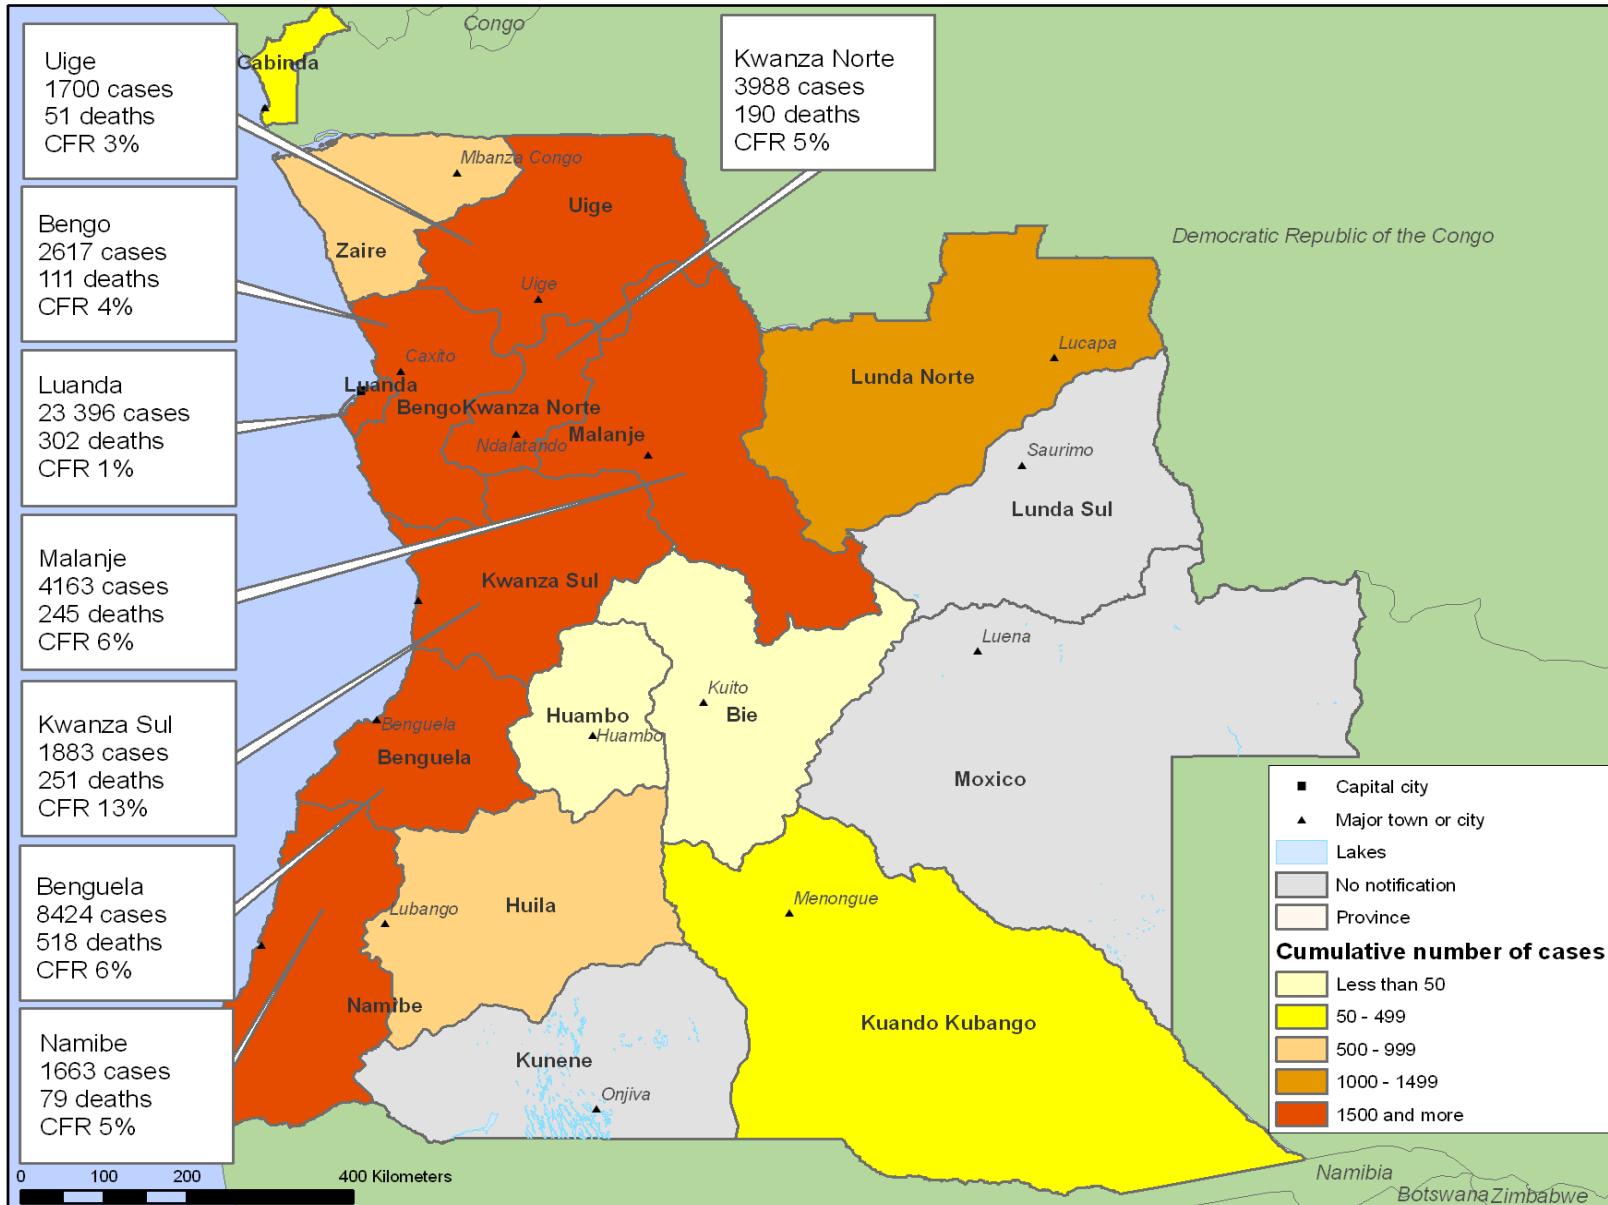 Uige
1700 cases
51 deaths
CFR 3%
Bengo
2617 cases
111 deaths
CFR 4%
Luanda
23 396 cases
302 deaths
CFR 1%
Malanje
4163 cases
245 deaths
CFR 6%
Kwanza Sul
1883 cases
251 deaths
CFR 13%
Benguela
8424 cases
518 deaths
CFR 6%
Namibe
1663 cases
79 deaths
CFR 5%
Kwanza Norte
3988 cases
190 deaths
CFR 5%
Congo
Cabinda
Mbanza Congo
Uige
Zaire
Democratic Republic of the Congo
Uige
Caxito
Lucapa
Luanda
Lunda Norte
Bengo
Kwanza Norte
Malanje
Ndalatando
Saurimo
Lunda Sul
Kwanza Sul
Luena
Kuito
Bie
Huambo
Huambo
Benguela
Benguela
Moxico
Menongue
Lubango
Huila
Namibe
Kuando Kubango
Kunene
Onjiva
Namibia
Botswana
Zimbabwe
Capital city
Major town or city
Lakes
No notification
Province
Cumulative number of cases
Less than 50
50 - 499
500 - 999
1000 - 1499
1500 and more
0 100 200 400 Kilometers